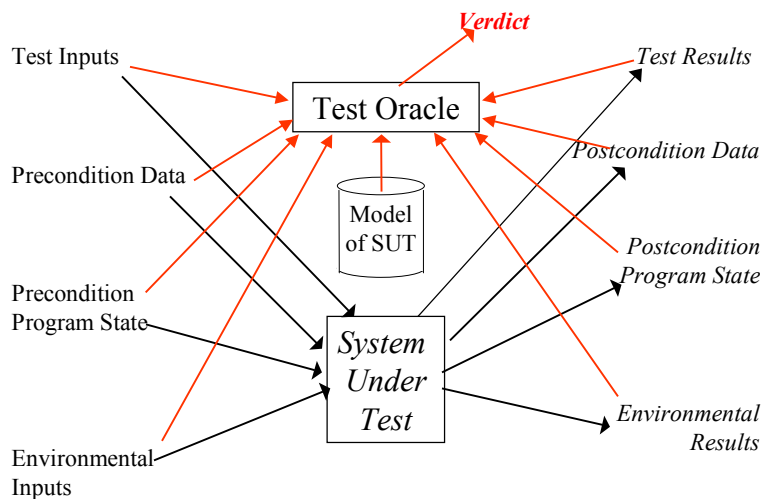 Verdict
Test Inputs
Test Results
Test Oracle
Precondition Data
Postcondition Data
Model
of SUT
Precondition
Program State
Postcondition
Program State
System
Under
Test
Environmental
Inputs
Environmental
Results